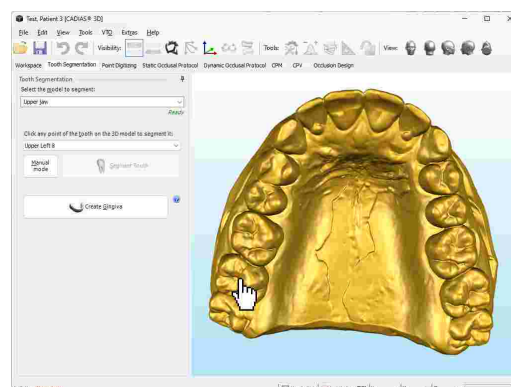 Test, Patient 3 [CADIAS® 3D]
File Edit View Tools VTO Extras Help
Visibility: Tools: View:
Workspace Tooth Segmentation Point Digitizing Static Occlusal Protocol Dynamic Occlusal Protocol CPM CPV Occlusion Design
Tooth Segmentation
Select the model to segment:
Upper Jaw
Ready
Click any point of the tooth on the 3D model to segment it:
Upper Left 8
Manual mode
Segment Tooth
Create Gingiva